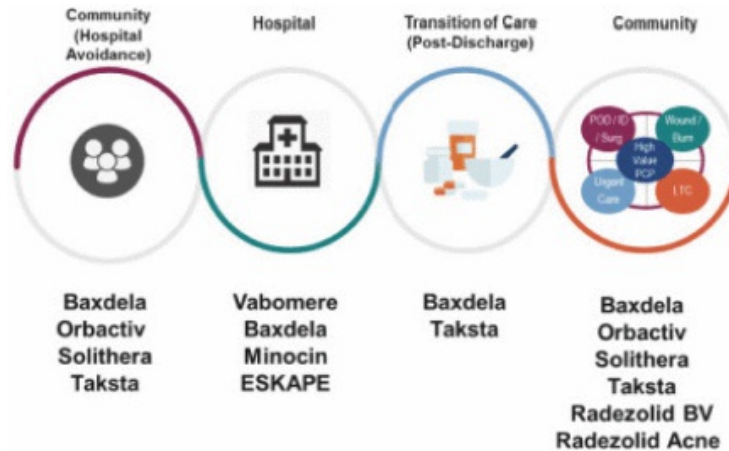 Community
(Hospital
Avoidance)
Hospital
Transition of Care
(Post-Discharge)
Community
POD / ID
/ Surg
Wound /
Burn
High
Value
PCP
Urgent
Care
LTC
Baxdela
Orbactiv
Solithera
Taksta
Vabomere
Baxdela
Minocin
ESKAPE
Baxdela
Taksta
Baxdela
Orbactiv
Solithera
Taksta
Radezolid BV
Radezolid Acne